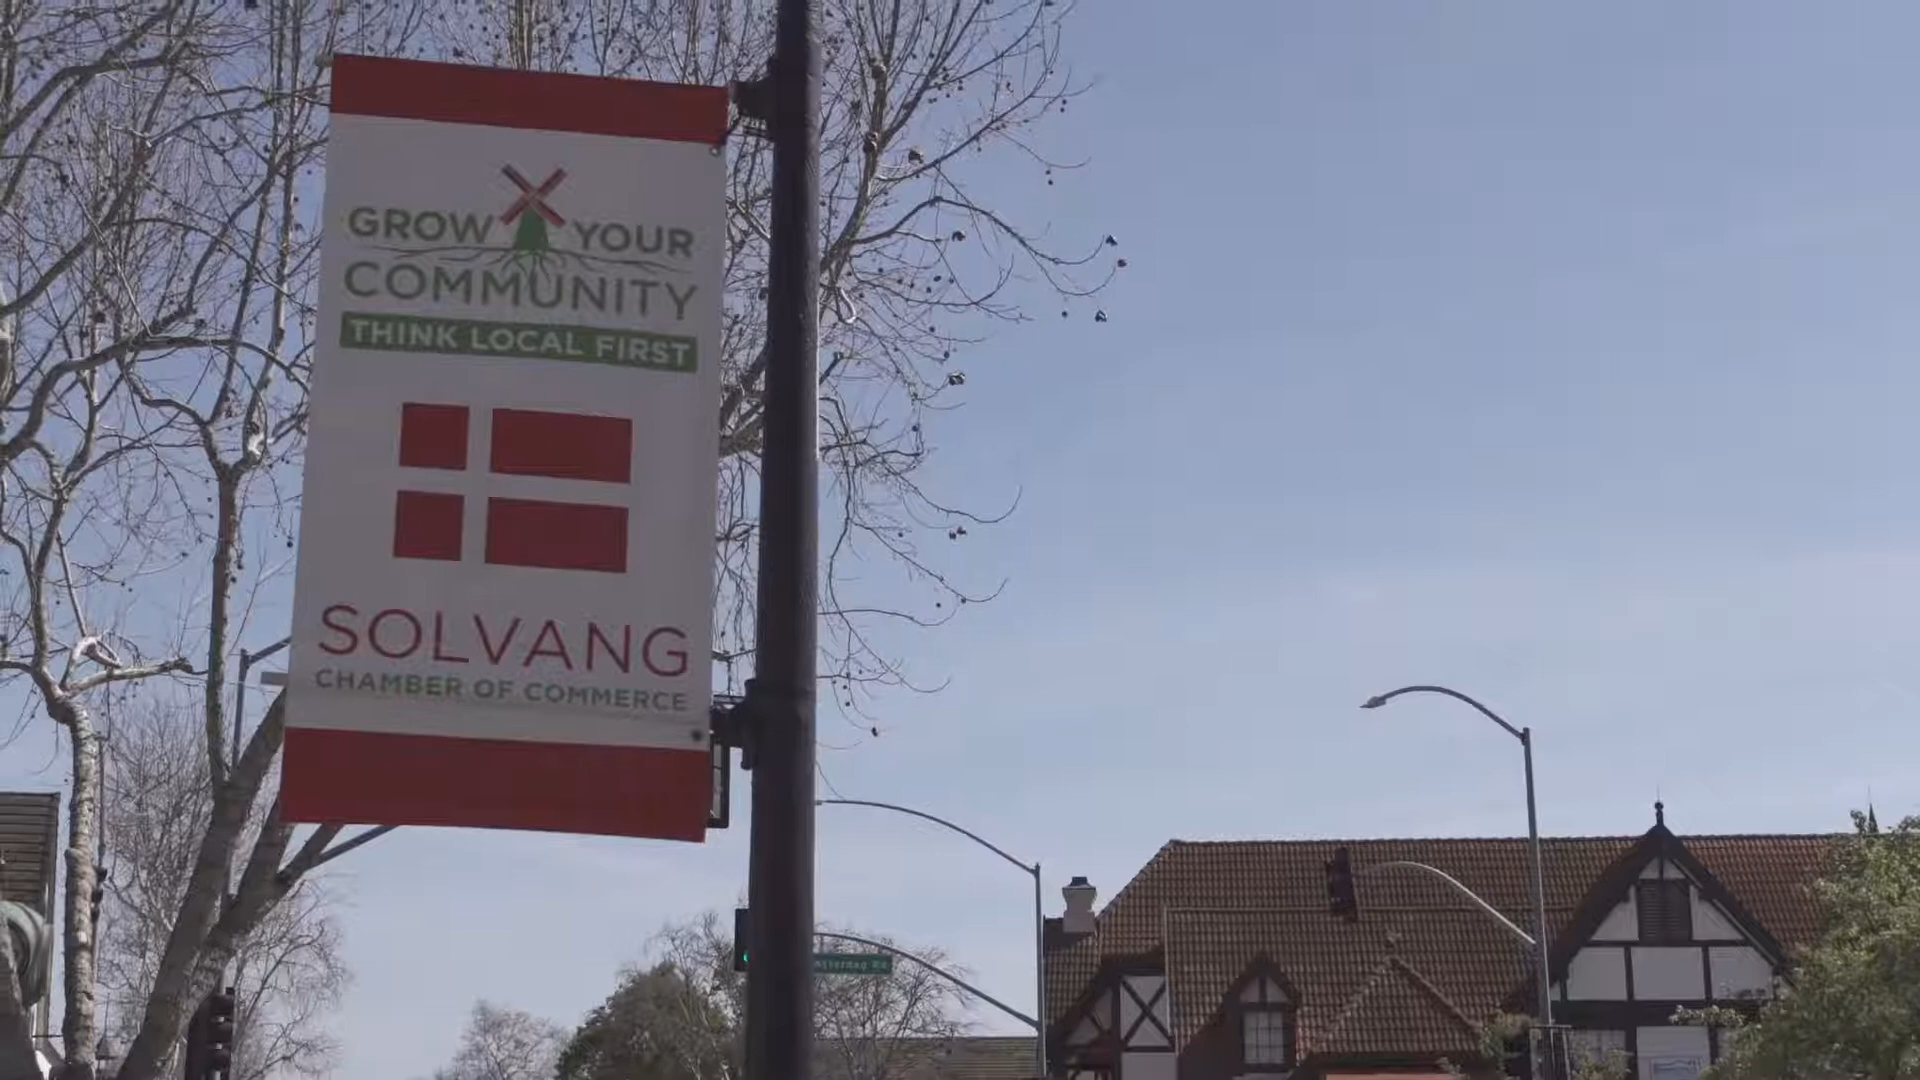 GROW YOUR
COMMUNITY
THINK LOCAL FIRST
SOLVANG
CHAMBER OF COMMERCE